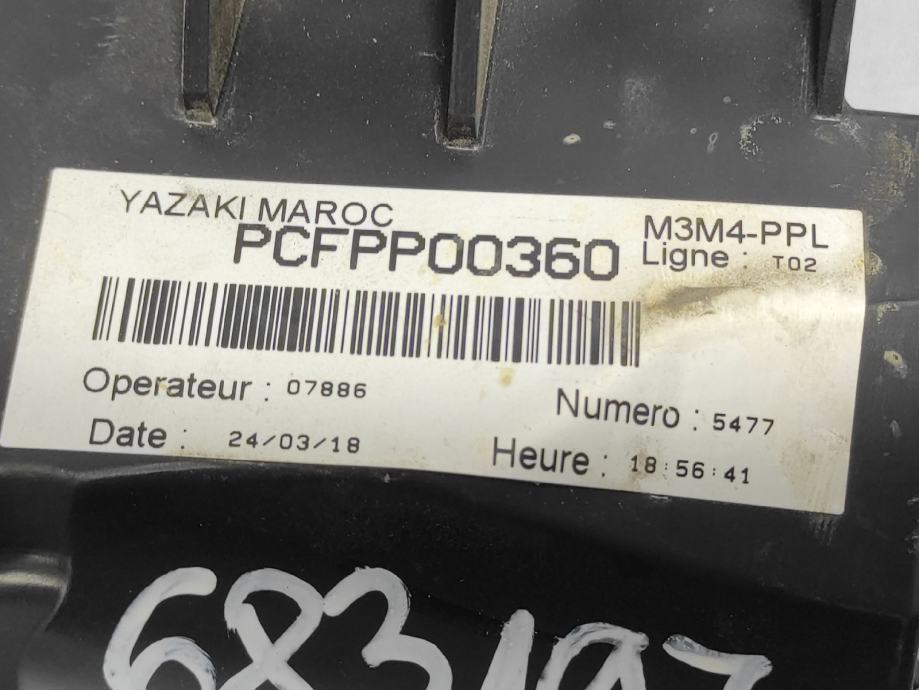 YAZAKI MAROC
PCFPP00360
M3M4-PPL
Ligne : T02
Operateur : 07886
Numero : 5477
Date : 24/03/18
Heure : 18:56:41